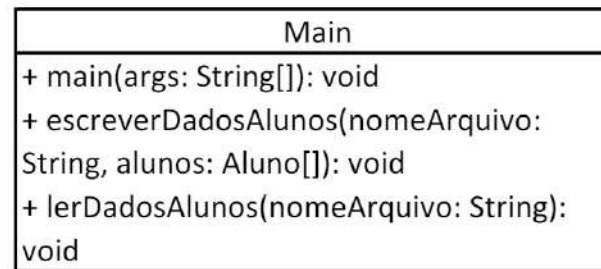 Main
+ main(args: String[]): void
+ escreverDadosAlunos(nomeArquivo:
String, alunos: Aluno[]): void
+ lerDadosAlunos(nomeArquivo: String):
void